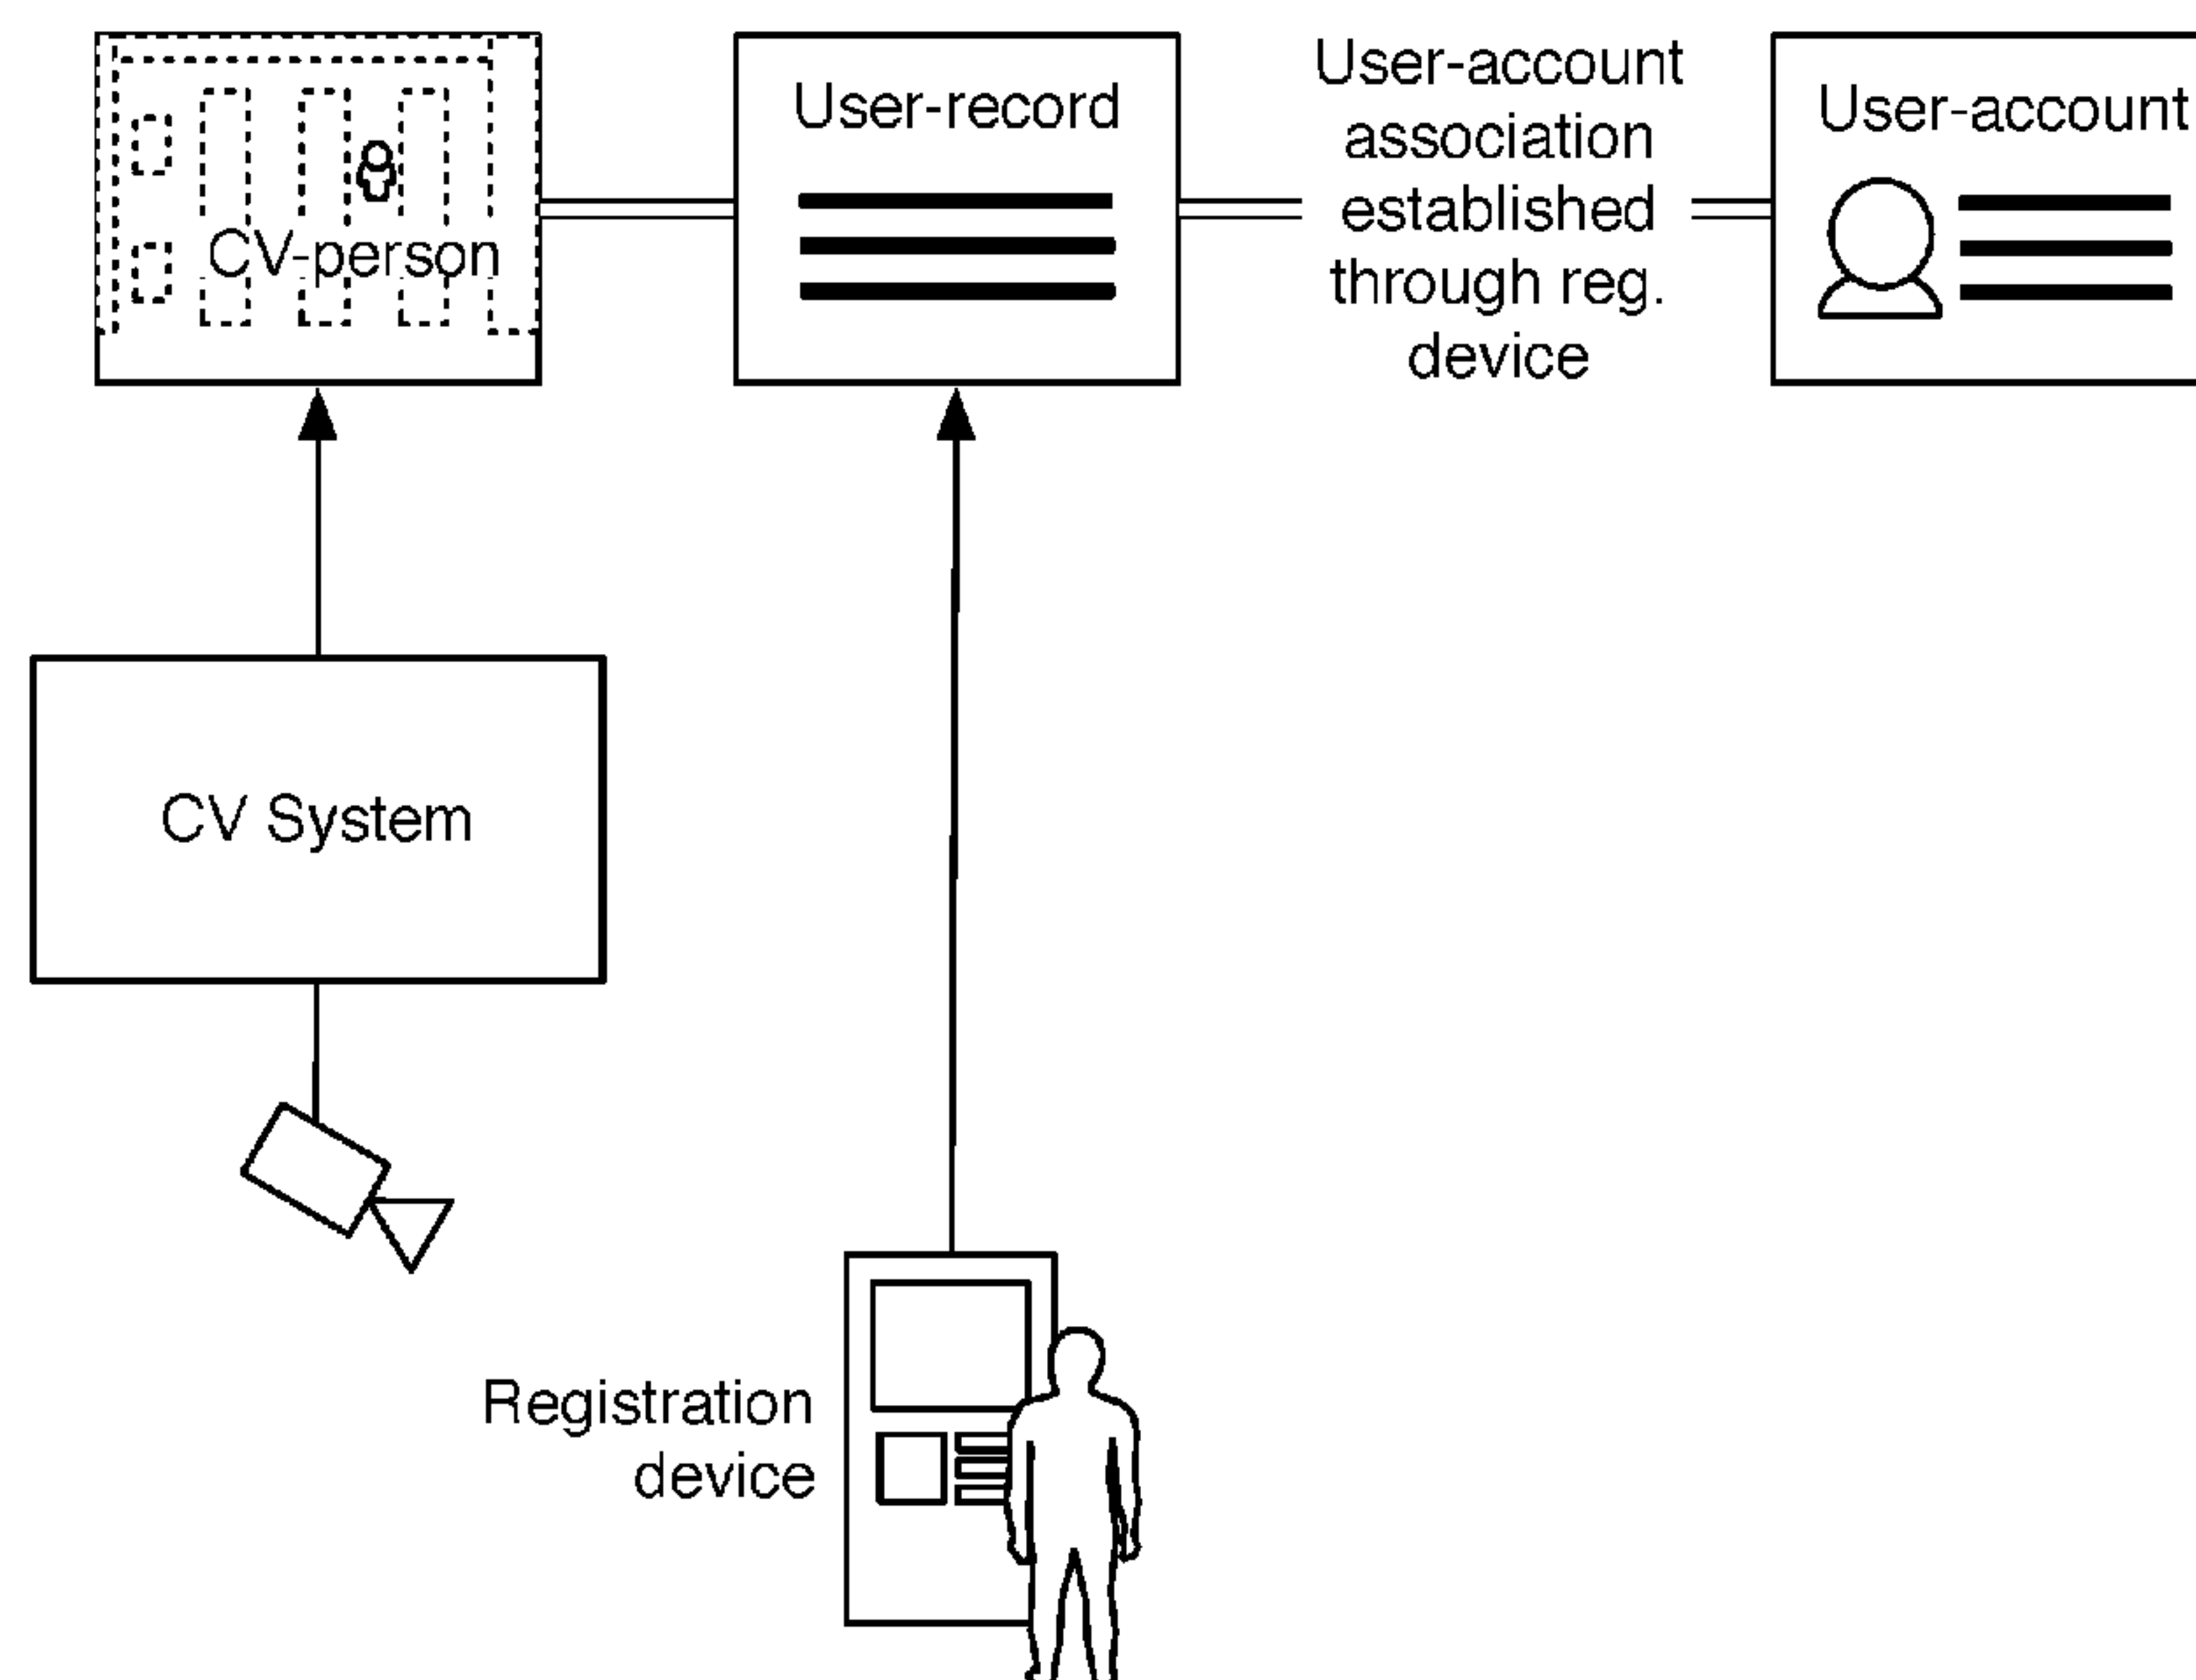 CV-person
User-record
User-account
association
established
through reg.
device
User-account
CV System
Registration
device